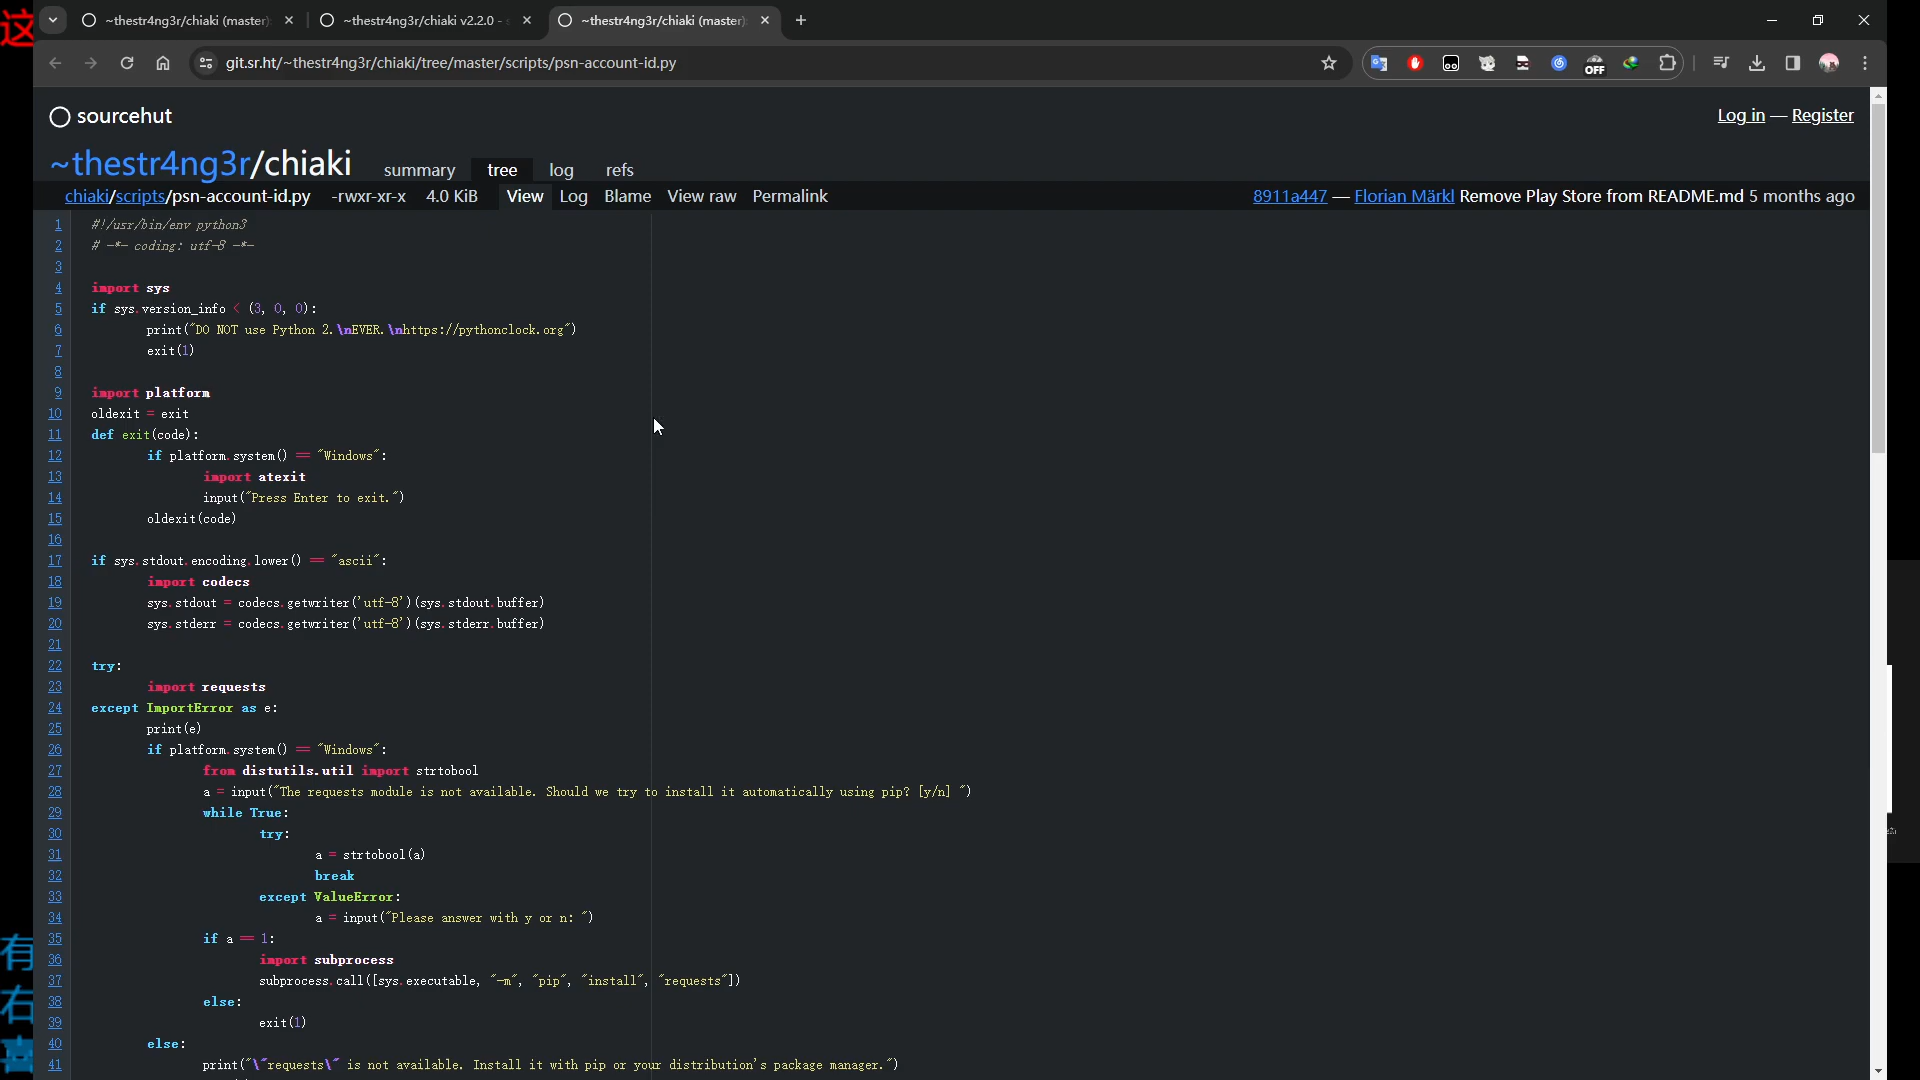 ~thestr4ng3r/chiaki (master)
~thestr4ng3r/chiaki v2.2.0 -
~thestr4ng3r/chiaki (master)
git.sr.ht/~thestr4ng3r/chiaki/tree/master/scripts/psn-account-id.py
OFF
这
sourcehut
Log in — Register
~thestr4ng3r/chiaki summary tree log refs
chiaki/scripts/psn-account-id.py -rwxr-xr-x 4.0 KiB View Log Blame View raw Permalink
8911a447 — Florian Märkl Remove Play Store from README.md 5 months ago
1 #!/usr/bin/env python3
2 # -*- coding: utf-8 -*-
3
4 import sys
5 if sys.version_info < (3, 0, 0):
6 print("DO NOT use Python 2.\nEVER.\nhttps://pythonclock.org")
7 exit(1)
8
9 import platform
10 oldexit = exit
11 def exit(code):
12 if platform.system() == "Windows":
13 import atexit
14 input("Press Enter to exit.")
15 oldexit(code)
16
17 if sys.stdout.encoding.lower() == "ascii":
18 import codecs
19 sys.stdout = codecs.getwriter('utf-8')(sys.stdout.buffer)
20 sys.stderr = codecs.getwriter('utf-8')(sys.stderr.buffer)
21
22 try:
23 import requests
24 except ImportError as e:
25 print(e)
26 if platform.system() == "Windows":
27 from distutils.util import strtobool
28 a = input("The requests module is not available. Should we try to install it automatically using pip? [y/n] ")
29 while True:
30 try:
31 a = strtobool(a)
32 break
33 except ValueError:
34 a = input("Please answer with y or n: ")
35 if a == 1:
36 import subprocess
37 subprocess.call([sys.executable, "-m", "pip", "install", "requests"])
38 else:
39 exit(1)
40 else:
41 print("\"requests\" is not available. Install it with pip or your distribution's package manager.")
有
右
喜